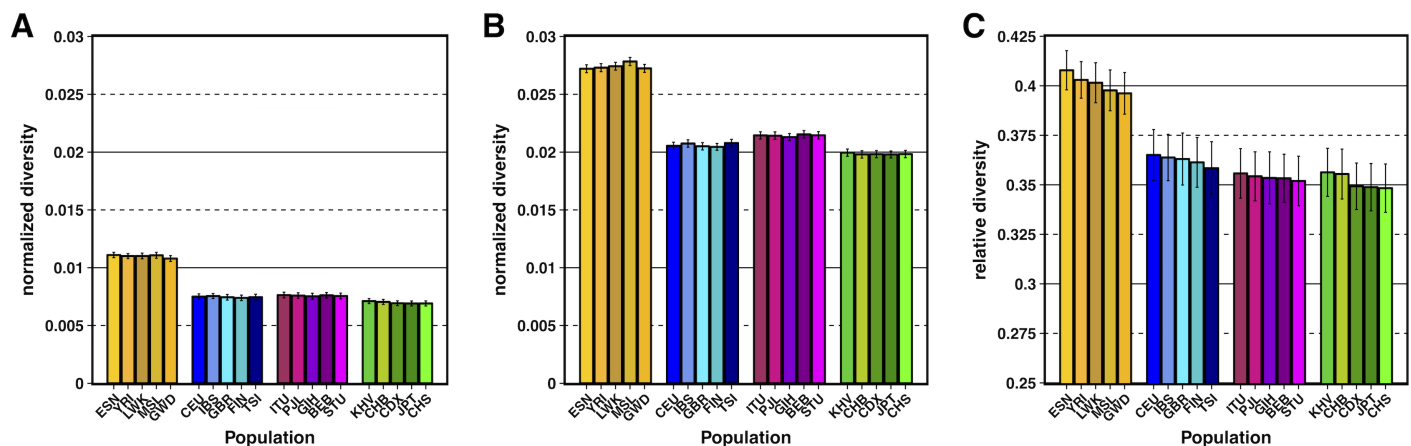 A
0.03
0.025
0.02
0.015
0.01
0.005
0
normalized diversity
ESN YRI LWK MSL GWD CEU IBS GBR FIN TSI ITU PJL GIH BEB STU KHV CHB CDX JPT CHS
Population
B
0.03
0.025
0.02
0.015
0.01
0.005
0
normalized diversity
ESN YRI LWK MSL GWD CEU IBS GBR FIN TSI ITU PJL GIH BEB STU KHV CHB CDX JPT CHS
Population
C
0.425
0.4
0.375
0.35
0.325
0.3
0.275
0.25
relative diversity
ESN YRI LWK MSL GWD CEU IBS GBR FIN TSI ITU PJL GIH BEB STU KHV CHB CDX JPT CHS
Population